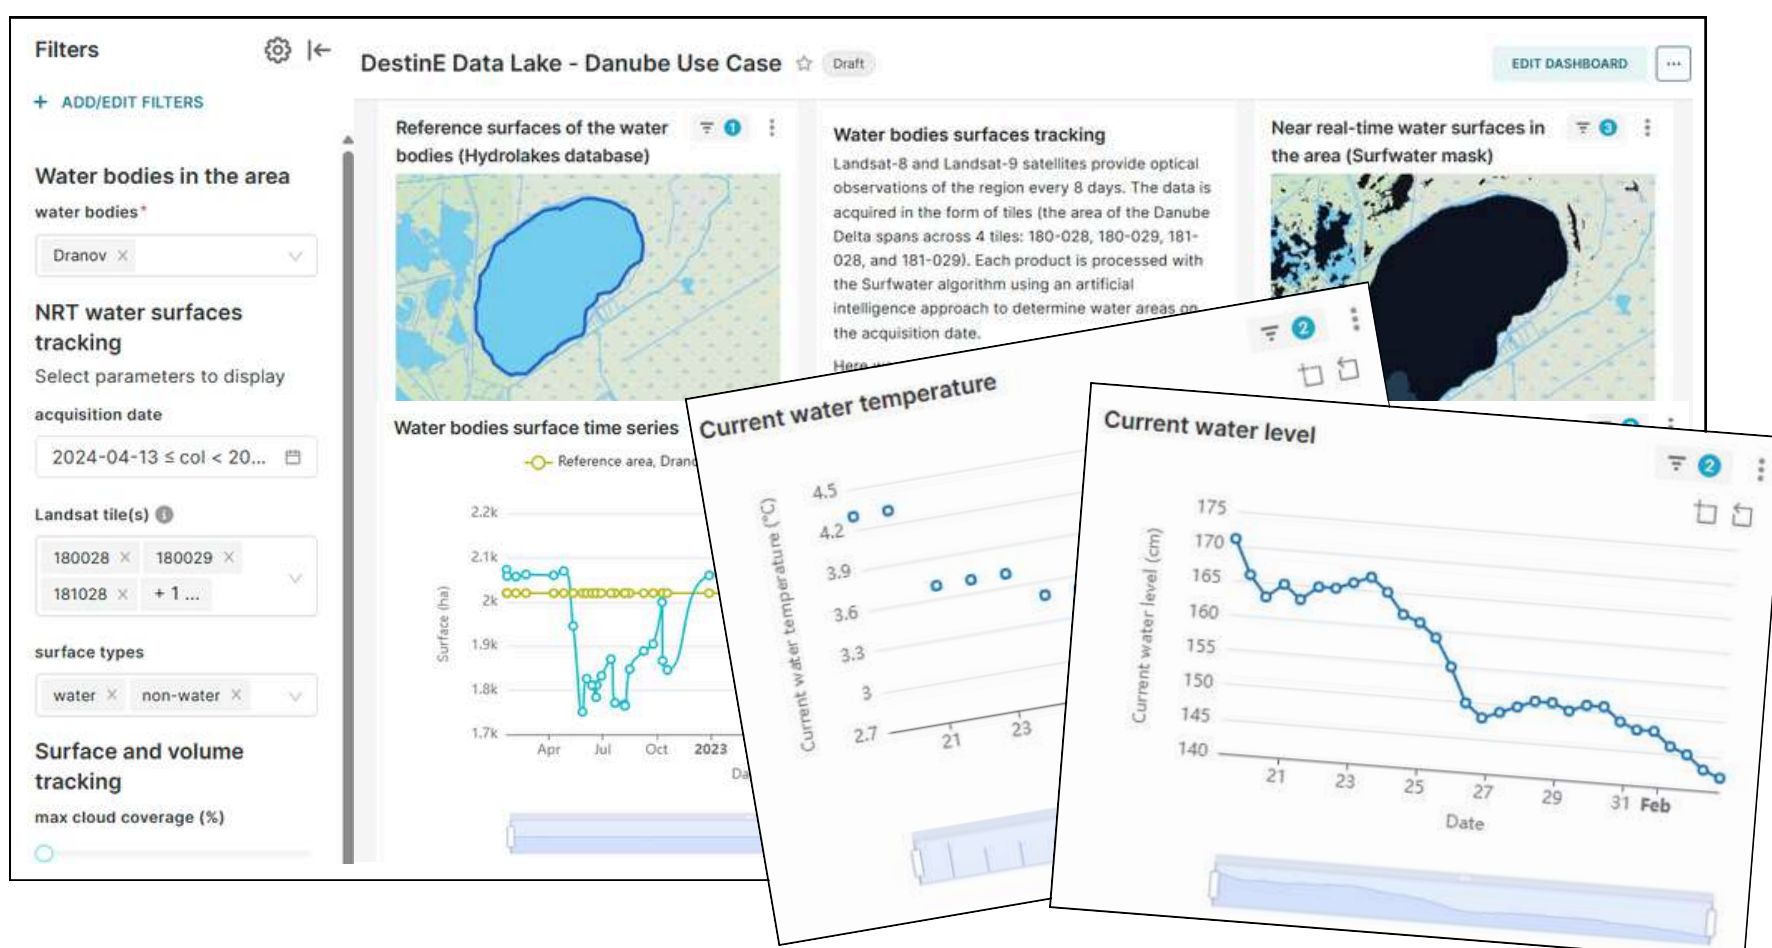 Filters
+ ADD/EDIT FILTERS
Water bodies in the area
water bodies*
Dranov ×
NRT water surfaces
tracking
Select parameters to display
acquisition date
2024-04-13 ≤ col < 20...
Landsat tile(s)
180028 × 180029 ×
181028 × + 1 ...
surface types
water × non-water ×
Surface and volume
tracking
max cloud coverage (%)
DestinE Data Lake - Danube Use Case
Draft
EDIT DASHBOARD
...
Reference surfaces of the water
bodies (Hydrolakes database)
1
Water bodies surfaces tracking
Landsat-8 and Landsat-9 satellites provide optical
observations of the region every 8 days. The data is
acquired in the form of tiles (the area of the Danube
Delta spans across 4 tiles: 180-028, 180-029, 181-
028, and 181-029). Each product is processed with
the Surfwater algorithm using an artificial
intelligence approach to determine water areas on
the acquisition date.
Here
Near real-time water surfaces in
the area (Surfwater mask)
3
Water bodies surface time series
Reference area, Drano
Surface (ha)
2.2k
2.1k
2k
1.9k
1.8k
1.7k
Apr Jul Oct 2023
Da
Current water temperature
2
Current water temperature (°C)
4.5
4.2
3.9
3.6
3.3
3
2.7
21 23
Current water level
2
Current water level (cm)
175
170
165
160
155
150
145
140
21 23 25 27 29 31 Feb
Date